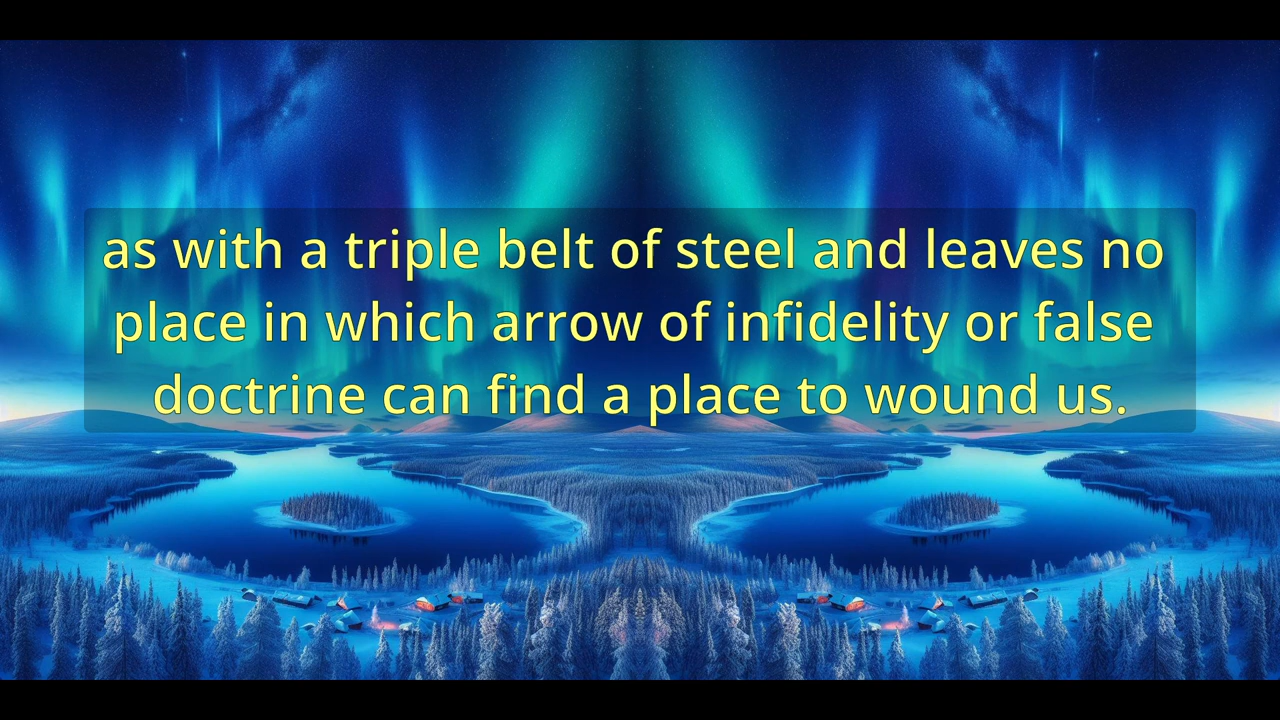 as with a triple belt of steel and leaves no
place in which arrow of infidelity or false
doctrine can find a place to wound us.